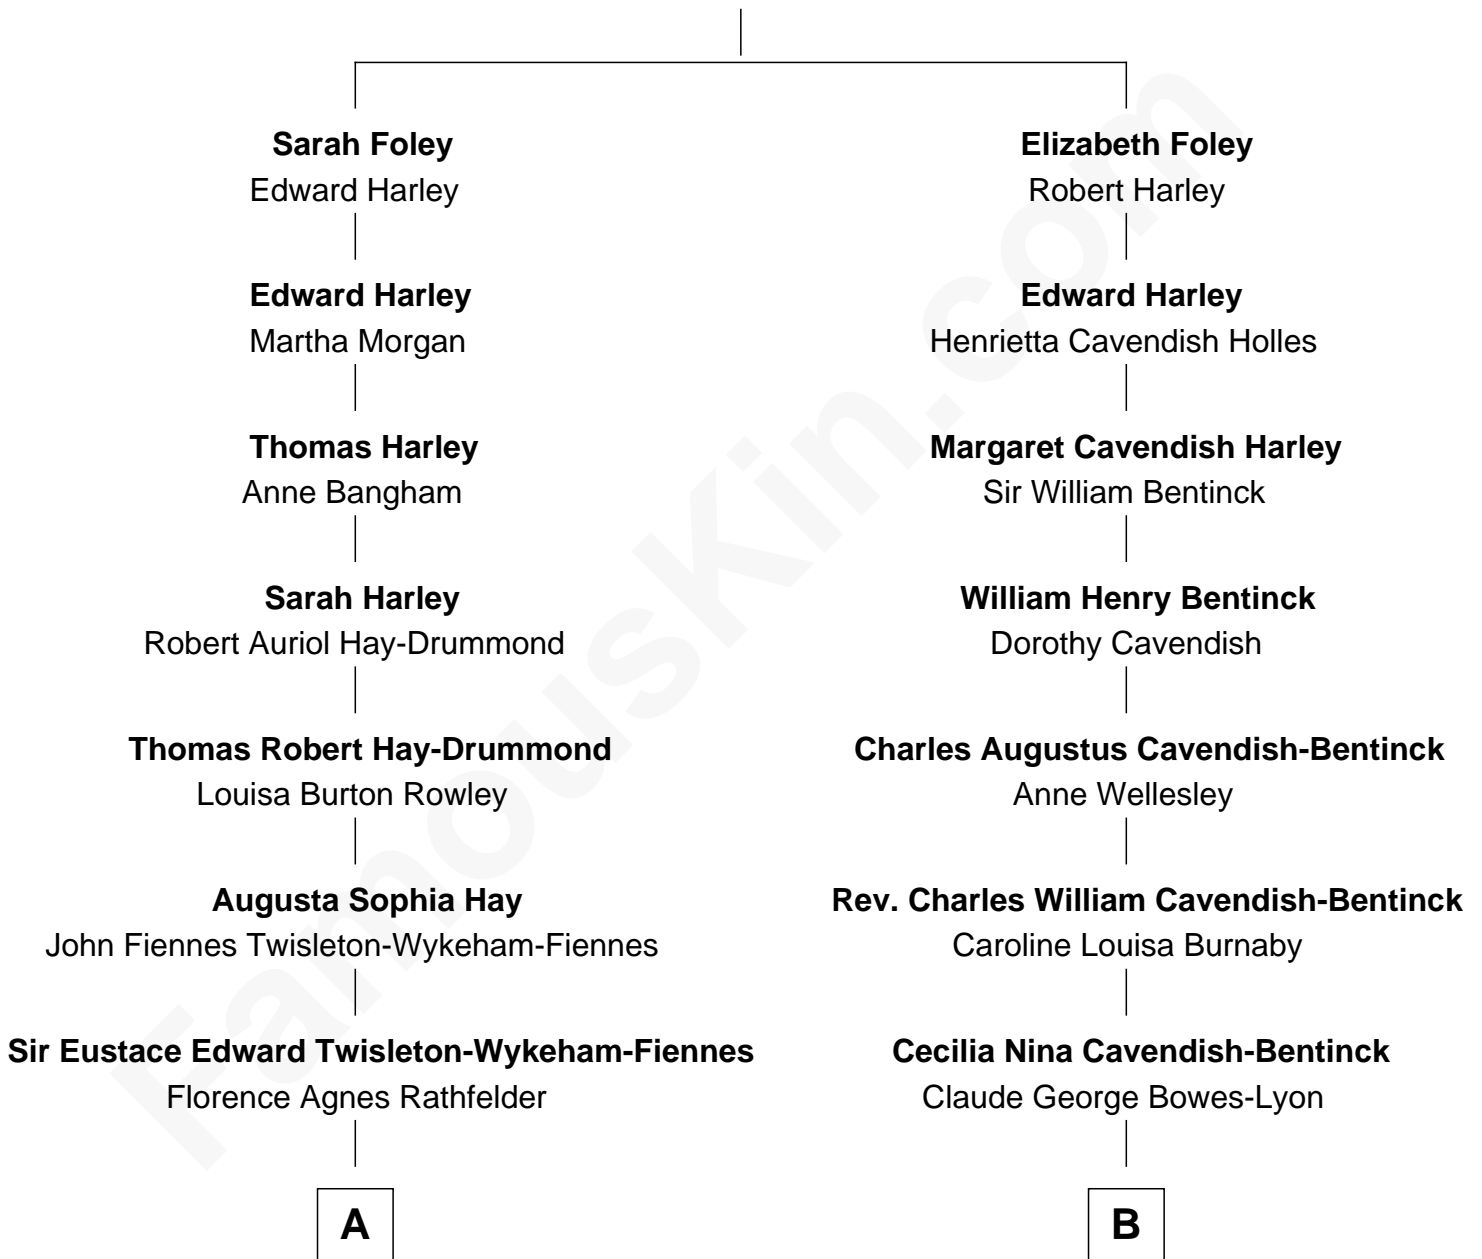 Sarah Foley
Edward Harley
Edward Harley
Martha Morgan
Thomas Harley
Anne Bangham
Sarah Harley
Robert Auriol Hay-Drummond
Thomas Robert Hay-Drummond
Louisa Burton Rowley
Augusta Sophia Hay
John Fiennes Twisleton-Wykeham-Fiennes
Sir Eustace Edward Twisleton-Wykeham-Fiennes
Florence Agnes Rathfelder
A
Elizabeth Foley
Robert Harley
Edward Harley
Henrietta Cavendish Holles
Margaret Cavendish Harley
Sir William Bentinck
William Henry Bentinck
Dorothy Cavendish
Charles Augustus Cavendish-Bentinck
Anne Wellesley
Rev. Charles William Cavendish-Bentinck
Caroline Louisa Burnaby
Cecilia Nina Cavendish-Bentinck
Claude George Bowes-Lyon
B
FamousKin.com